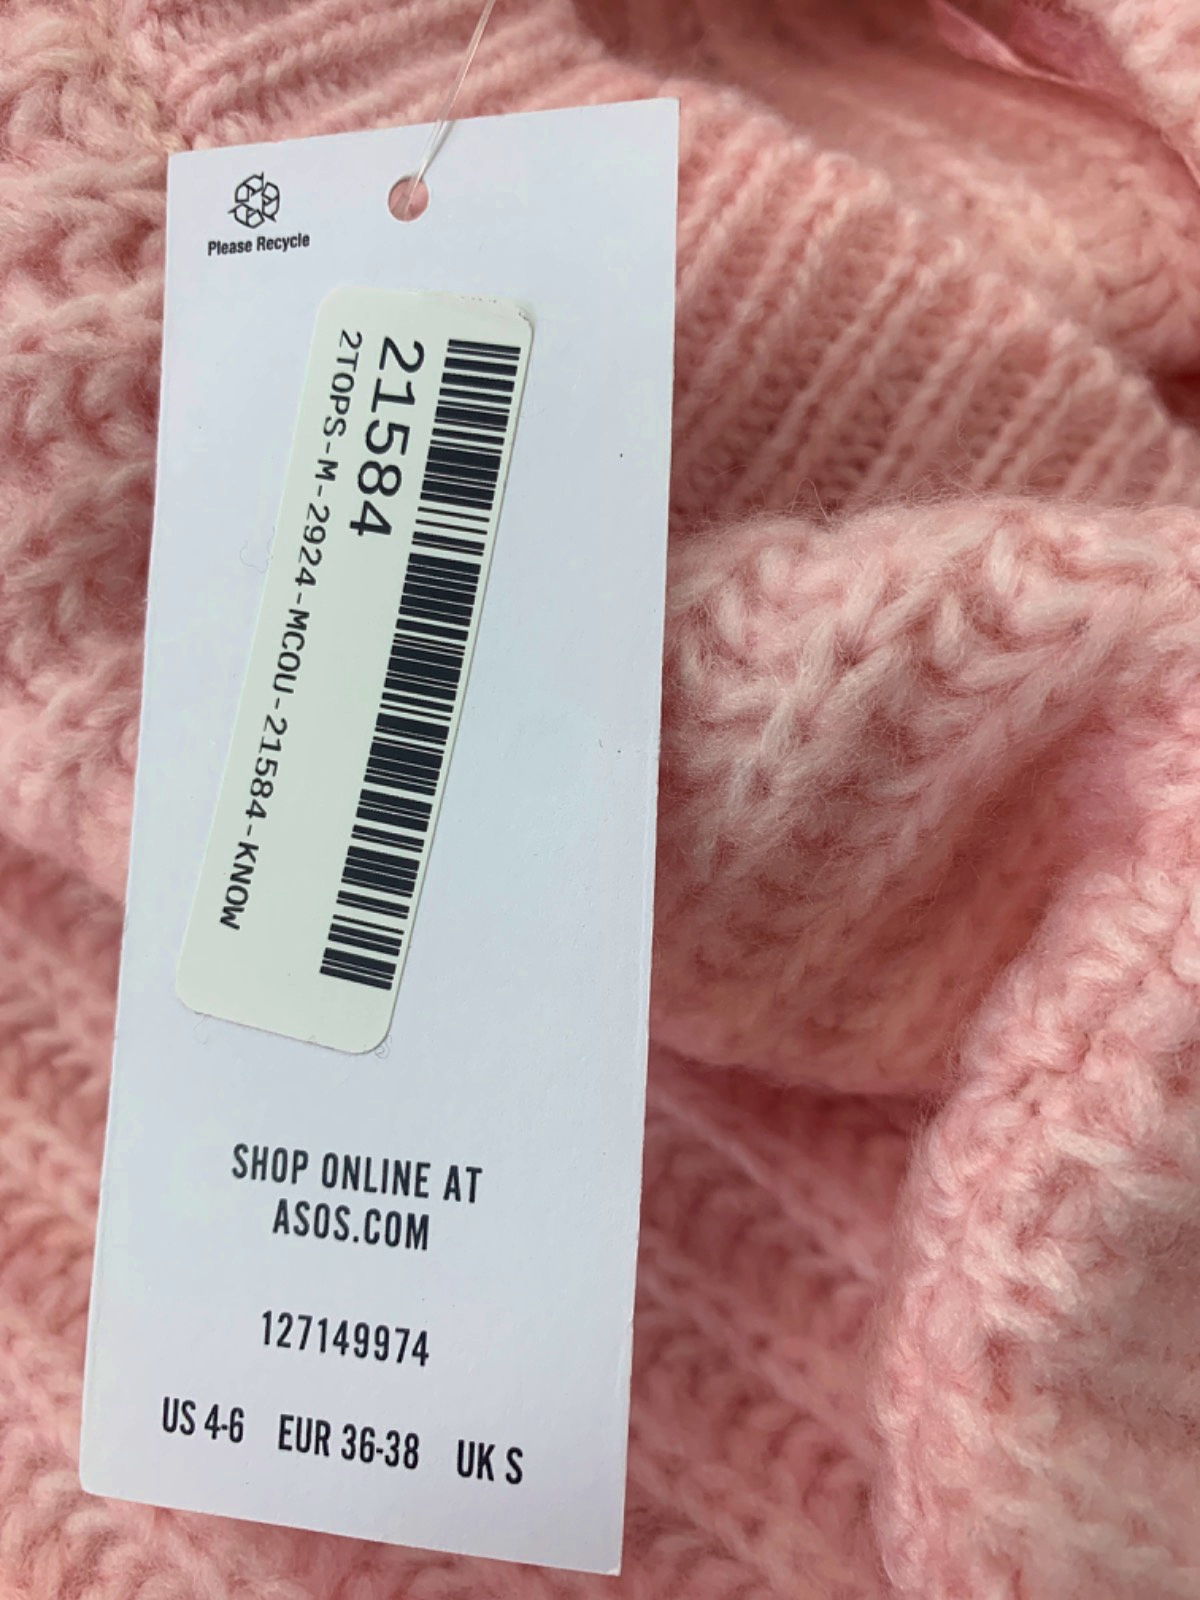 Please Recycle
21584
2TOPS-M-2924-MCOU-21584-KNOW
SHOP ONLINE AT
ASOS.COM
127149974
US 4-6 EUR 36-38 UK S